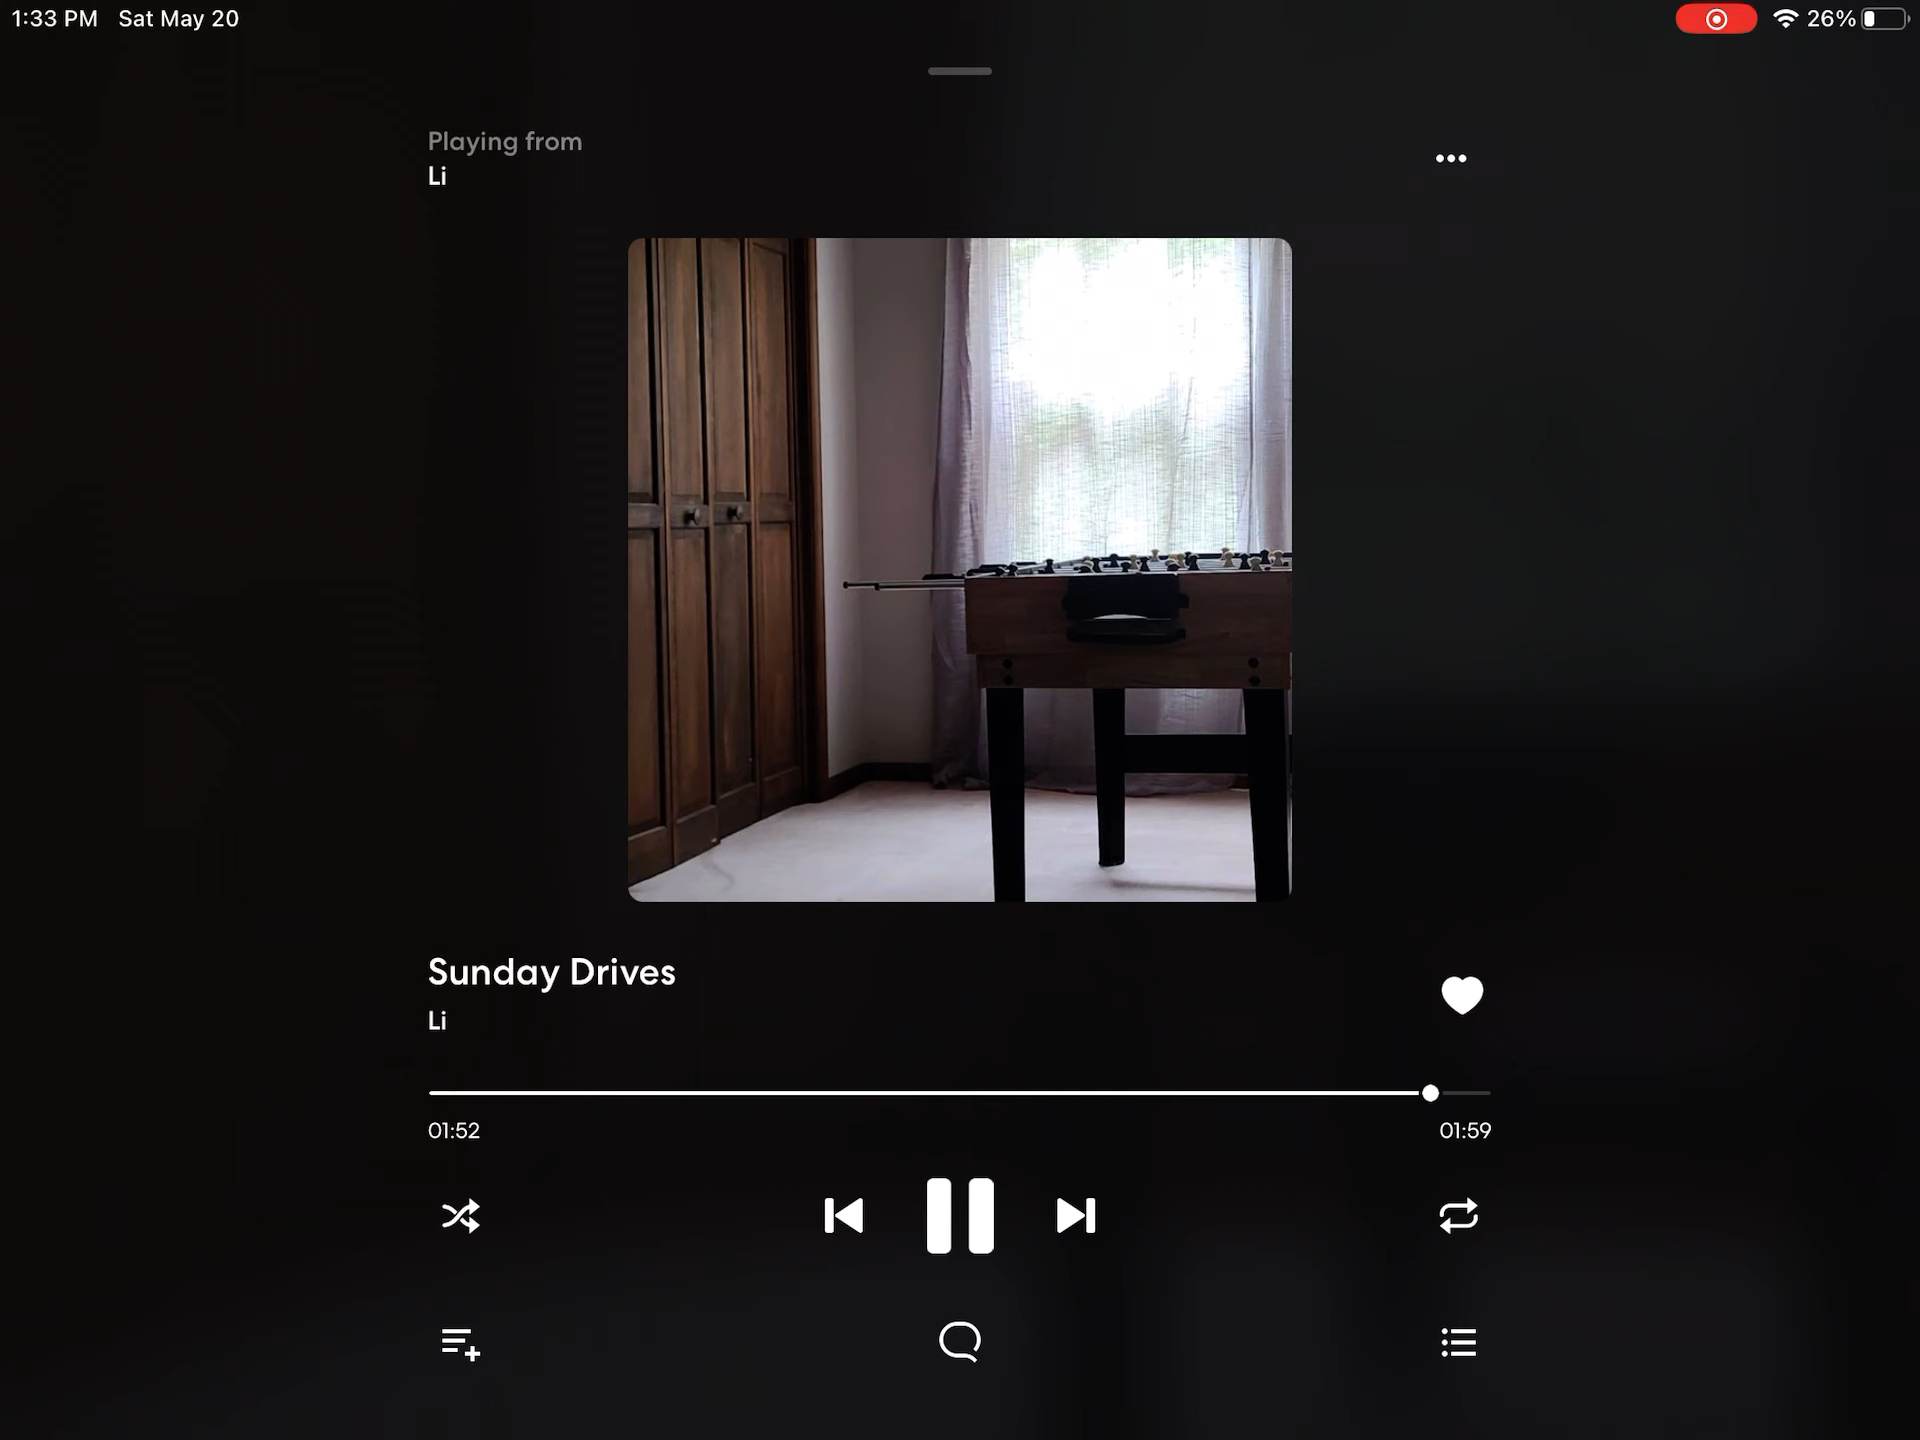 1:33 PM Sat May 20
26%
Playing from
Li
Sunday Drives
Li
01:52
01:59